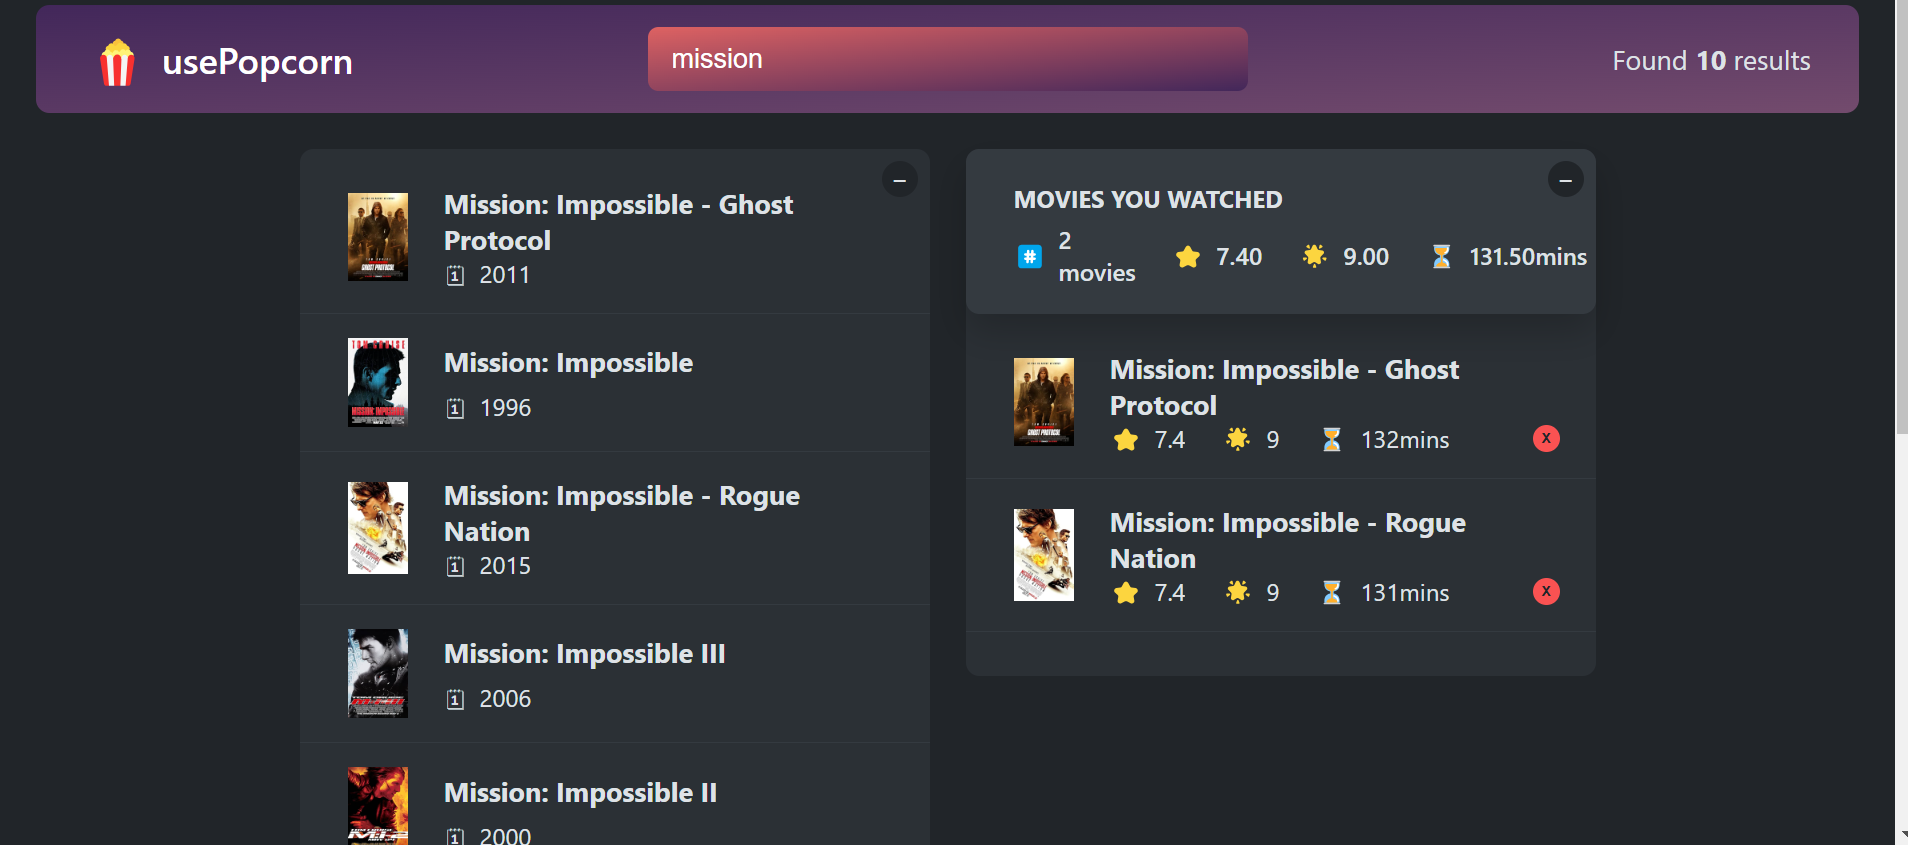 usePopcorn
mission
Found 10 results
–
Mission: Impossible - Ghost
Protocol
2011
Mission: Impossible
1996
Mission: Impossible - Rogue
Nation
2015
Mission: Impossible III
2006
Mission: Impossible II
2000
–
MOVIES YOU WATCHED
# 2
movies
7.40 9.00 131.50mins
Mission: Impossible - Ghost
Protocol
7.4 9 132mins X
Mission: Impossible - Rogue
Nation
7.4 9 131mins X